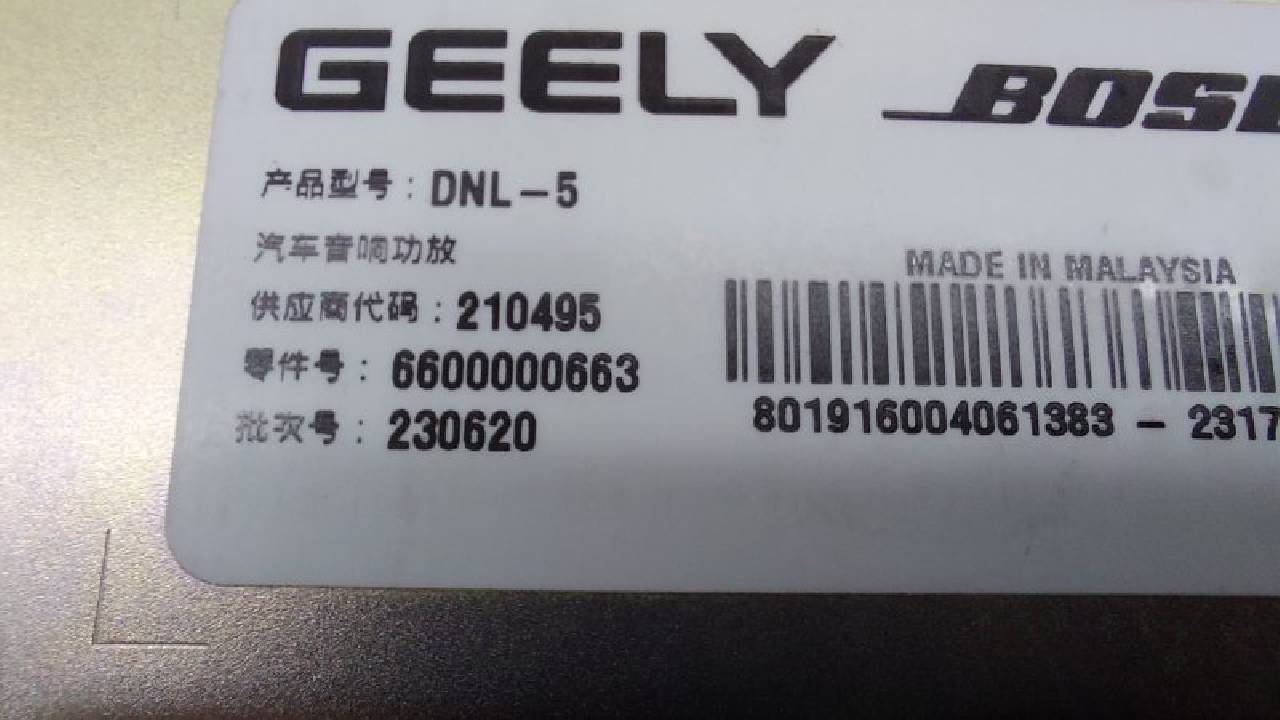 GEELY BOSE
产品型号：DNL-5
汽车音响功放
供应商代码：210495
零件号：6600000663
批次号：230620
MADE IN MALAYSIA
801916004061383 - 2317